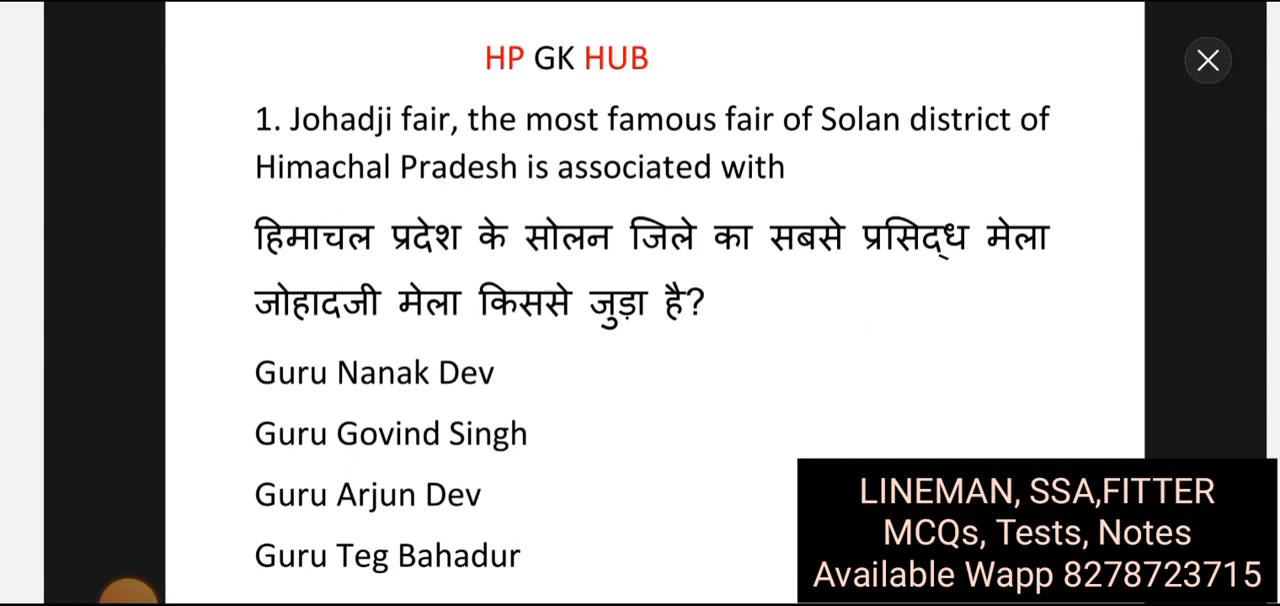 HP GK HUB
1. Johadji fair, the most famous fair of Solan district of
Himachal Pradesh is associated with
हिमाचल प्रदेश के सोलन जिले का सबसे प्रसिद्ध मेला
जोहादजी मेला किससे जुड़ा है?
Guru Nanak Dev
Guru Govind Singh
Guru Arjun Dev
Guru Teg Bahadur
LINEMAN, SSA,FITTER
MCQs, Tests, Notes
Available Wapp 8278723715